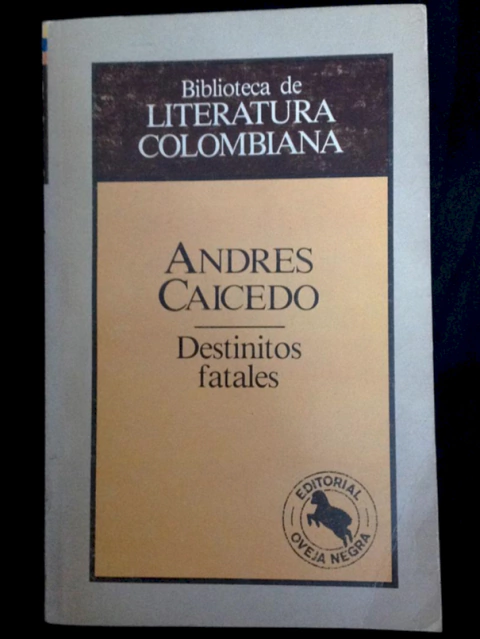 Biblioteca de
LITERATURA
COLOMBIANA
ANDRES
CAICEDO
Destinitos
fatales
EDITORIAL
OVEJA NEGRA